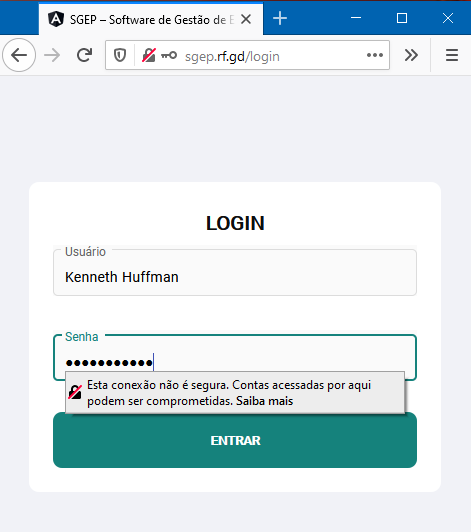 SGEP – Software de Gestão de E
sgep.rf.gd/login
LOGIN
Usuário
Kenneth Huffman
Senha
•••••••••••
Esta conexão não é segura. Contas acessadas por aqui
podem ser comprometidas. Saiba mais
ENTRAR